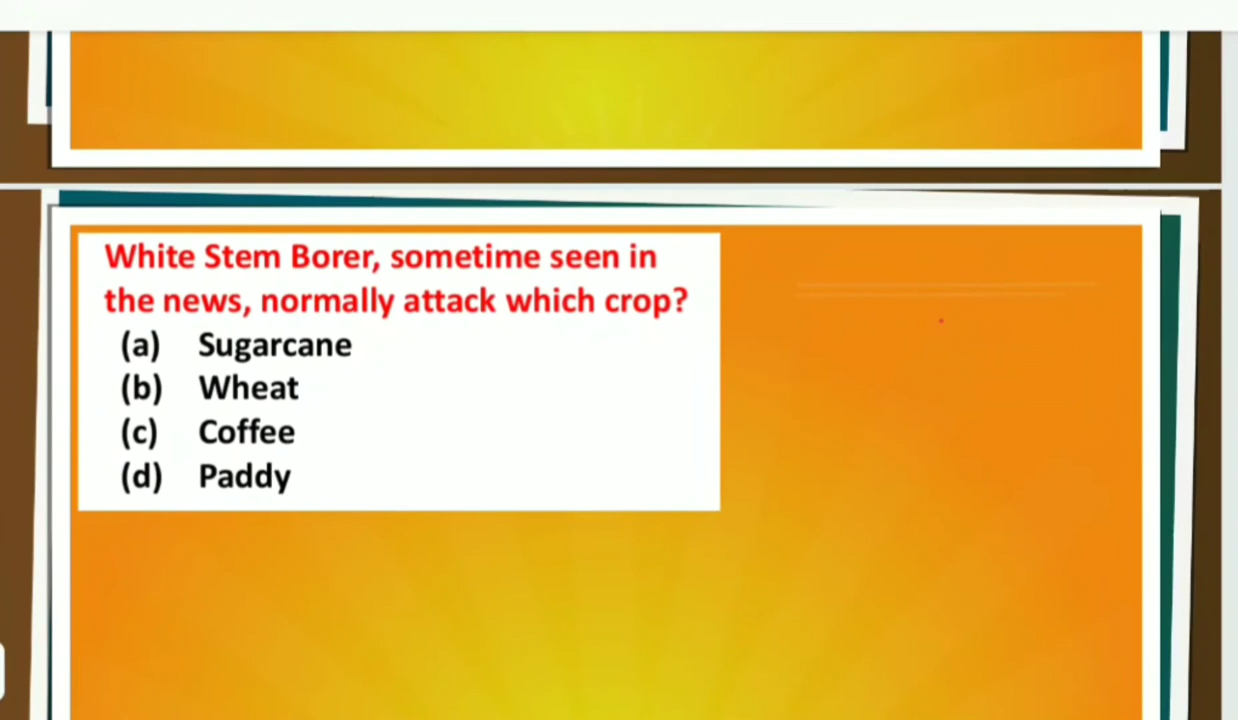 White Stem Borer, sometime seen in
the news, normally attack which crop?
(a) Sugarcane
(b) Wheat
(c) Coffee
(d) Paddy